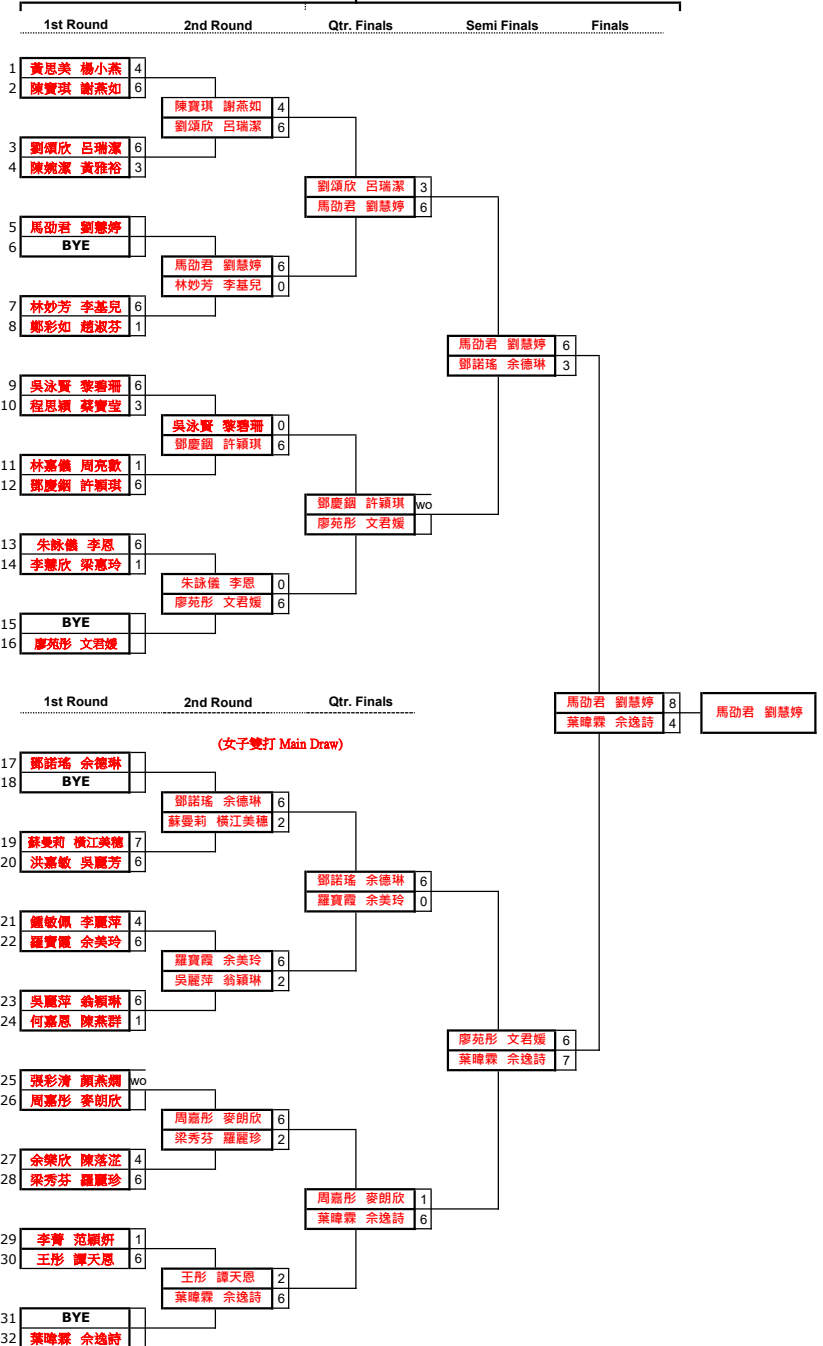 1st Round 2nd Round Qtr. Finals Semi Finals Finals
1 黃思美 楊小燕 4
2 陳寶琪 謝燕如 6
陳寶琪 謝燕如 4
劉頌欣 呂瑞潔 6
3 劉頌欣 呂瑞潔 6
4 陳婉潔 黃雅裕 3
劉頌欣 呂瑞潔 3
馬劭君 劉慧婷 6
5 馬劭君 劉慧婷
6 BYE
馬劭君 劉慧婷 6
林妙芳 李基兒 0
7 林妙芳 李基兒 6
8 鄭彩如 趙淑芬 1
馬劭君 劉慧婷 6
鄧諾瑤 余德琳 3
9 吳泳賢 黎碧珊 6
10 程思穎 蔡寶莹 3
吳泳賢 黎碧珊 0
鄧慶銦 許穎琪 6
11 林嘉儀 周亮歡 1
12 鄧慶銦 許穎琪 6
鄧慶銦 許穎琪 wo
廖苑彤 文君媛
13 朱詠儀 李恩 6
14 李慧欣 梁惠玲 1
朱詠儀 李恩 0
廖苑彤 文君媛 6
15 BYE
16 廖苑彤 文君媛
1st Round 2nd Round Qtr. Finals
馬劭君 劉慧婷 8
葉暐霖 佘逸詩 4
馬劭君 劉慧婷
(女子雙打 Main Draw)
17 鄧諾瑤 余德琳
18 BYE
鄧諾瑤 余德琳 6
蘇曼莉 橫江美穗 2
19 蘇曼莉 橫江美穗 7
20 洪嘉敏 吳麗芳 6
鄧諾瑤 余德琳 6
羅寶霞 余美玲 0
21 鍾敏佩 李麗萍 4
22 羅寶霞 余美玲 6
羅寶霞 余美玲 6
吳麗萍 翁穎琳 2
23 吳麗萍 翁穎琳 6
24 何嘉恩 陳燕群 1
廖苑彤 文君媛 6
葉暐霖 佘逸詩 7
25 張彩清 顏燕嫻 wo
26 周嘉彤 麥朗欣
周嘉彤 麥朗欣 6
梁秀芬 羅麗珍 2
27 余樂欣 陳落淽 4
28 梁秀芬 羅麗珍 6
周嘉彤 麥朗欣 1
葉暐霖 佘逸詩 6
29 李菁 范穎妍 1
30 王彤 譚天恩 6
王彤 譚天恩 2
葉暐霖 佘逸詩 6
31 BYE
32 葉暐霖 佘逸詩